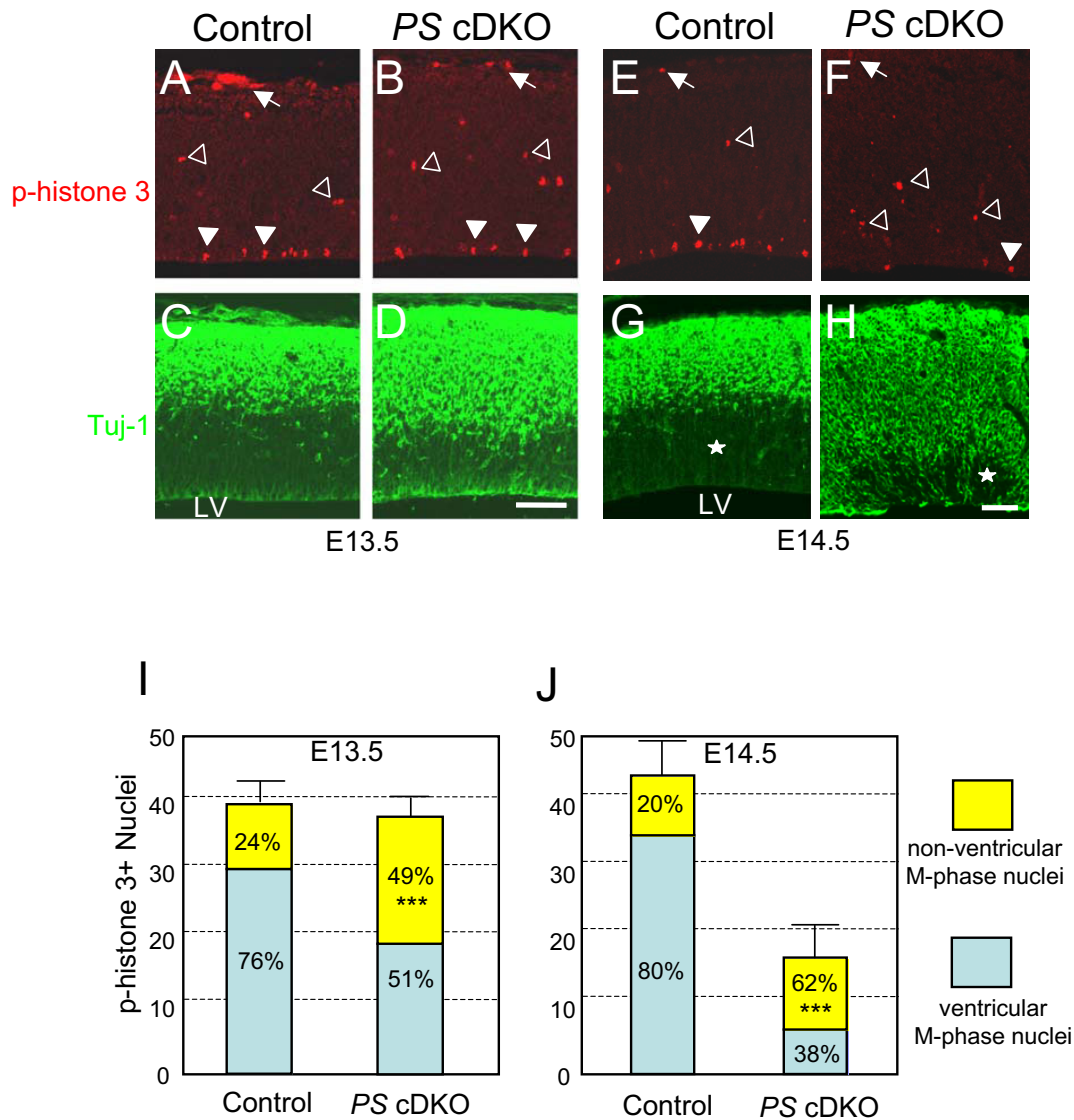 Control PS cDKO Control PS cDKO
A B E F
p-histone 3
C D G H
Tuj-1
LV LV
E13.5 E14.5
I J
50 E13.5 50 E14.5
40 40
30 30
20 20
10 10
0 0
p-histone 3+ Nuclei
24% 49% 20% 62%
*** ***
76% 51% 80% 38%
Control PS cDKO Control PS cDKO
non-ventricular
M-phase nuclei
ventricular
M-phase nuclei